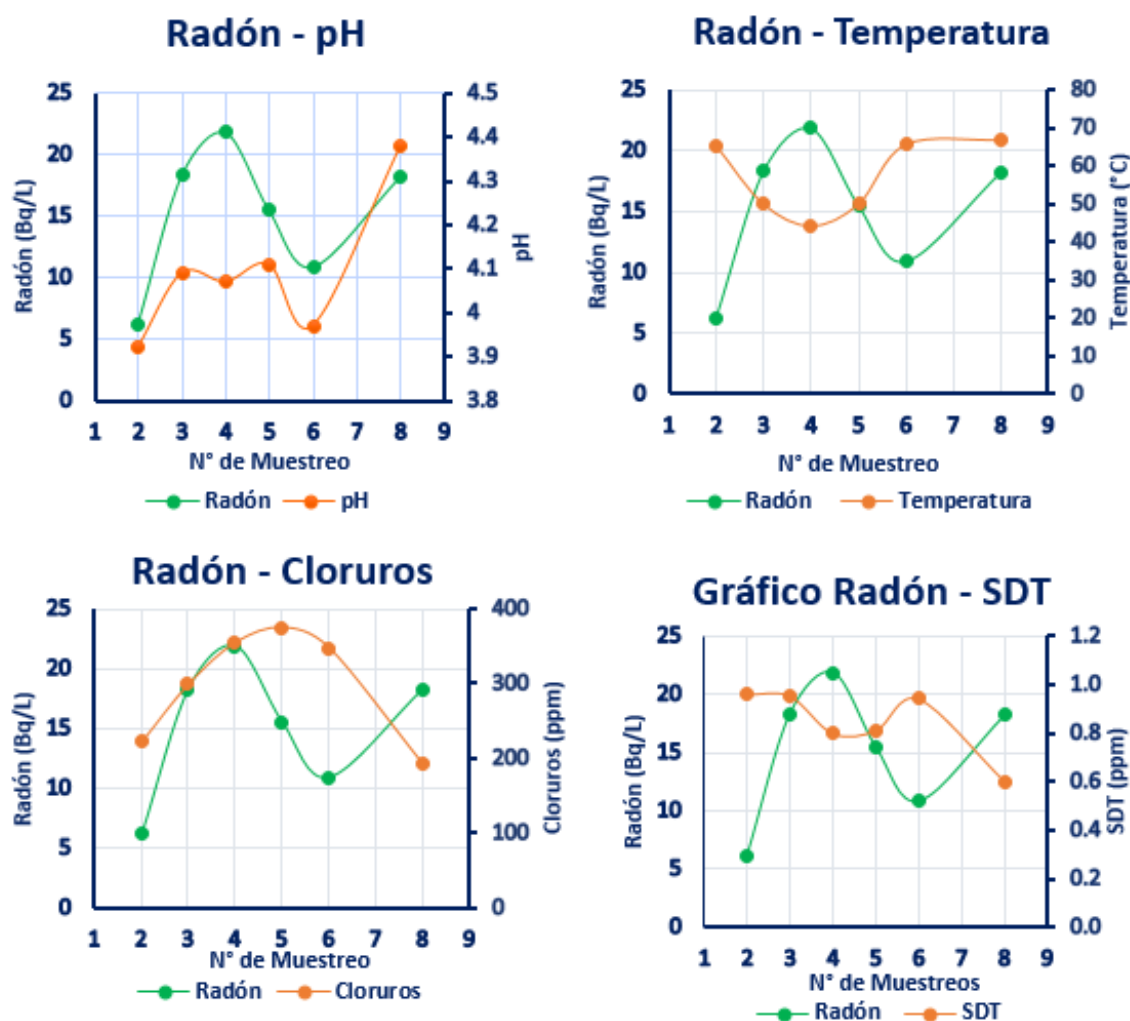 Radón - pH
25
20
15
10
5
0
Radón (Bq/L)
4.5
4.4
4.3
4.2
4.1
4
3.9
3.8
pH
1 2 3 4 5 6 7 8 9
N° de Muestreo
Radón pH
Radón - Temperatura
25
20
15
10
5
0
Radón (Bq/L)
80
70
60
50
40
30
20
10
0
Temperatura (°C)
1 2 3 4 5 6 7 8 9
N° de Muestreo
Radón Temperatura
Radón - Cloruros
25
20
15
10
5
0
Radón (Bq/L)
400
300
200
100
0
Cloruros (ppm)
1 2 3 4 5 6 7 8 9
N° de Muestreo
Radón Cloruros
Gráfico Radón - SDT
25
20
15
10
5
0
Radón (Bq/L)
1.2
1.0
0.8
0.6
0.4
0.2
0.0
SDT (ppm)
1 2 3 4 5 6 7 8 9
N° de Muestreos
Radón SDT